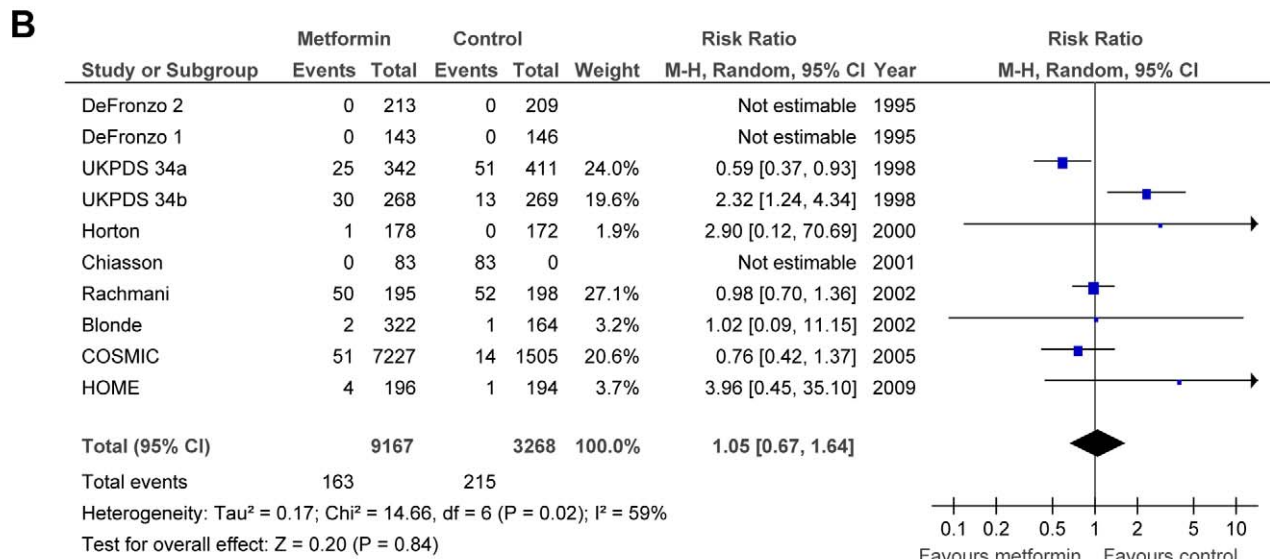 B
Metformin Control Risk Ratio Risk Ratio
Study or Subgroup Events Total Events Total Weight M-H, Random, 95% CI Year M-H, Random, 95% CI
DeFronzo 2 0 213 0 209 Not estimable 1995
DeFronzo 1 0 143 0 146 Not estimable 1995
UKPDS 34a 25 342 51 411 24.0% 0.59 [0.37, 0.93] 1998
UKPDS 34b 30 268 13 269 19.6% 2.32 [1.24, 4.34] 1998
Horton 1 178 0 172 1.9% 2.90 [0.12, 70.69] 2000
Chiasson 0 83 83 0 Not estimable 2001
Rachmani 50 195 52 198 27.1% 0.98 [0.70, 1.36] 2002
Blonde 2 322 1 164 3.2% 1.02 [0.09, 11.15] 2002
COSMIC 51 7227 14 1505 20.6% 0.76 [0.42, 1.37] 2005
HOME 4 196 1 194 3.7% 3.96 [0.45, 35.10] 2009
Total (95% CI) 9167 3268 100.0% 1.05 [0.67, 1.64]
Total events 163 215
Heterogeneity: Tau² = 0.17; Chi² = 14.66, df = 6 (P = 0.02); I² = 59%
Test for overall effect: Z = 0.20 (P = 0.84)
0.1 0.2 0.5 1 2 5 10
Favours metformin Favours control